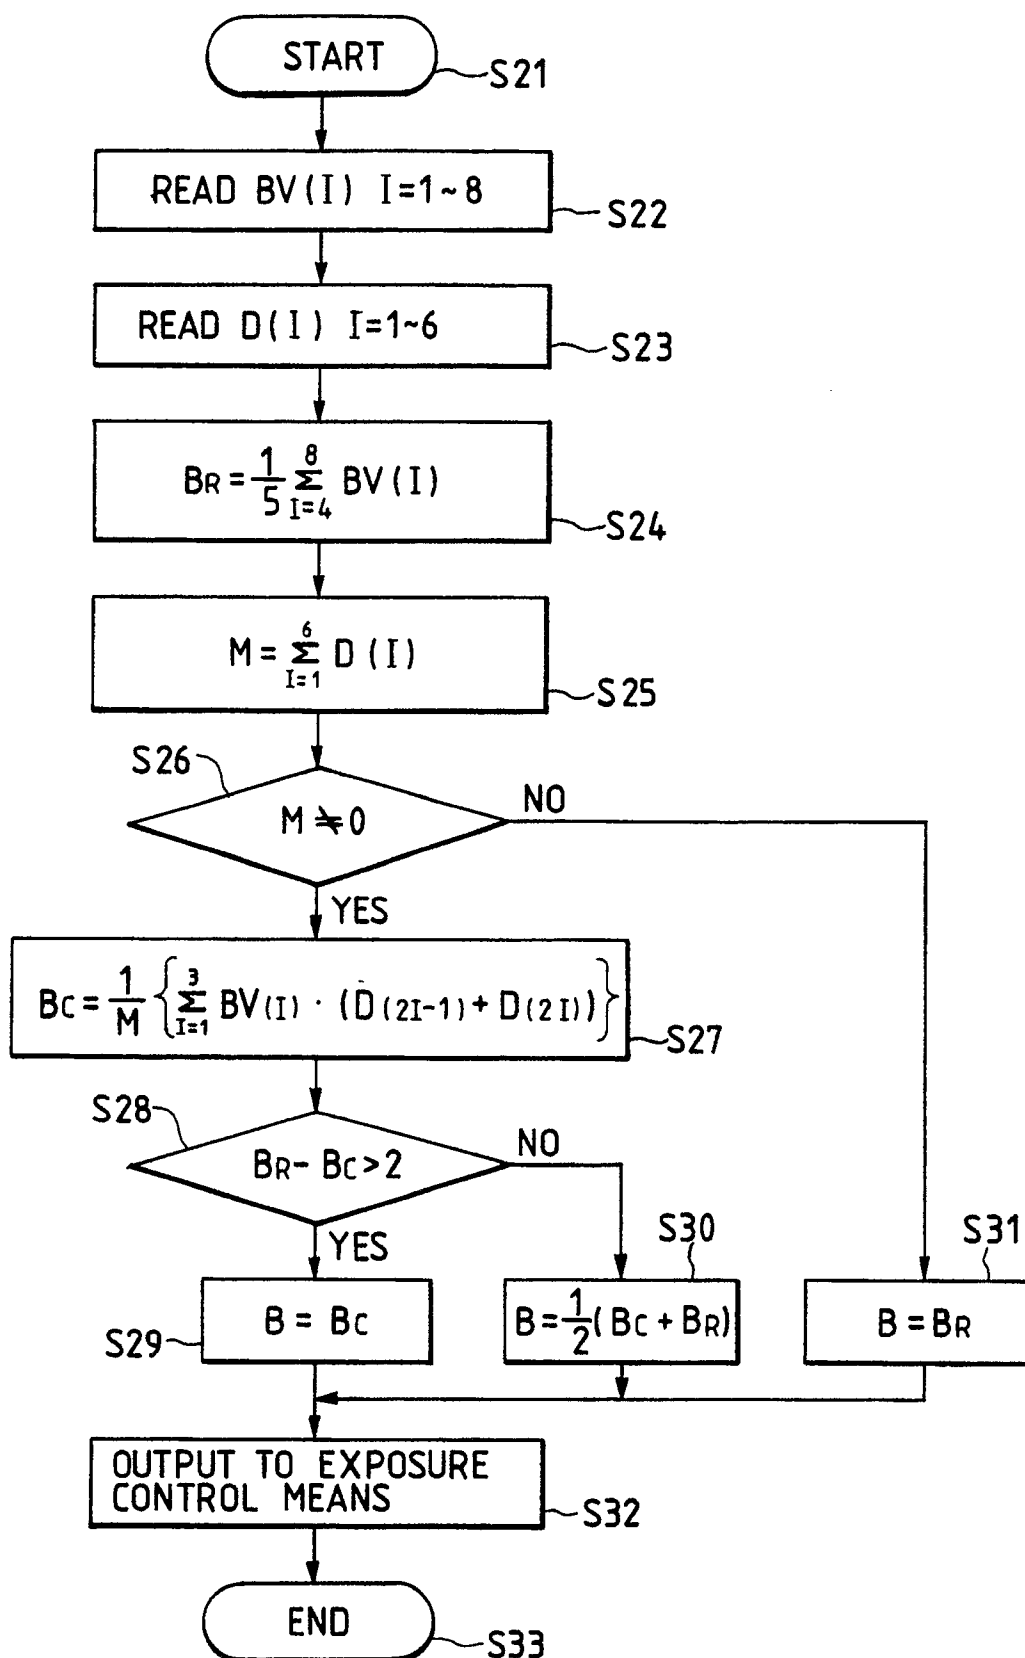 START
S21
READ BV(I) I=1~8
S22
READ D(I) I=1~6
S23
BR = 1/5 Σ(I=4 to 8) BV(I)
S24
M = Σ(I=1 to 6) D(I)
S25
S26
M ≠ 0
NO
YES
BC = 1/M { Σ(I=1 to 3) BV(I) · (D(2I-1) + D(2I)) }
S27
S28
BR - BC > 2
NO
YES
S30
S31
B = BC
B = 1/2 (BC + BR)
B = BR
S29
OUTPUT TO EXPOSURE
CONTROL MEANS
S32
END
S33